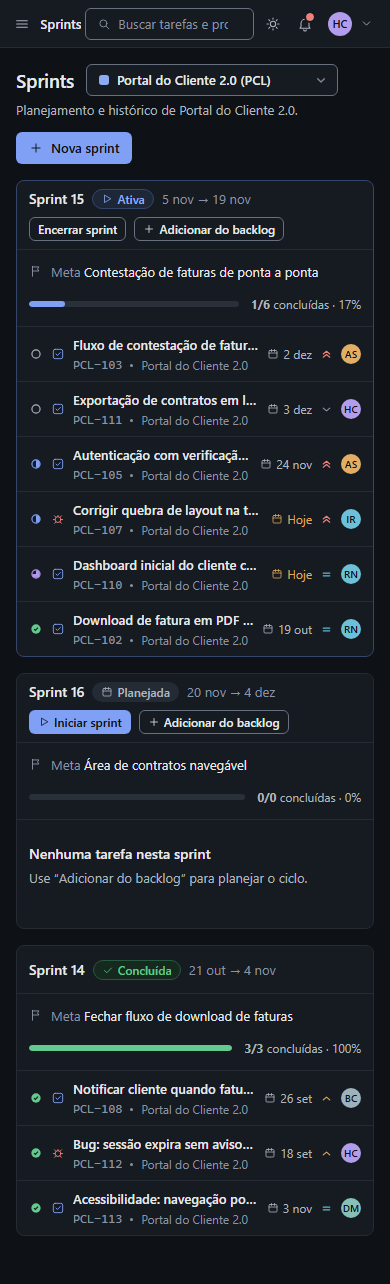 Sprints
Buscar tarefas e prc
HC
Sprints
Portal do Cliente 2.0 (PCL)
Planejamento e histórico de Portal do Cliente 2.0.
Nova sprint
Sprint 15 Ativa 5 nov → 19 nov
Encerrar sprint Adicionar do backlog
Meta Contestação de faturas de ponta a ponta
1/6 concluídas · 17%
Fluxo de contestação de fatur... 2 dez AS
PCL-103 • Portal do Cliente 2.0
Exportação de contratos em l... 3 dez HC
PCL-111 • Portal do Cliente 2.0
Autenticação com verificaçã... 24 nov AS
PCL-105 • Portal do Cliente 2.0
Corrigir quebra de layout na t... Hoje IR
PCL-107 • Portal do Cliente 2.0
Dashboard inicial do cliente c... Hoje RN
PCL-110 • Portal do Cliente 2.0
Download de fatura em PDF ... 19 out RN
PCL-102 • Portal do Cliente 2.0
Sprint 16 Planejada 20 nov → 4 dez
Iniciar sprint Adicionar do backlog
Meta Área de contratos navegável
0/0 concluídas · 0%
Nenhuma tarefa nesta sprint
Use “Adicionar do backlog” para planejar o ciclo.
Sprint 14 Concluída 21 out → 4 nov
Meta Fechar fluxo de download de faturas
3/3 concluídas · 100%
Notificar cliente quando fatu... 26 set BC
PCL-108 • Portal do Cliente 2.0
Bug: sessão expira sem aviso... 18 set HC
PCL-112 • Portal do Cliente 2.0
Acessibilidade: navegação po... 3 nov DM
PCL-113 • Portal do Cliente 2.0